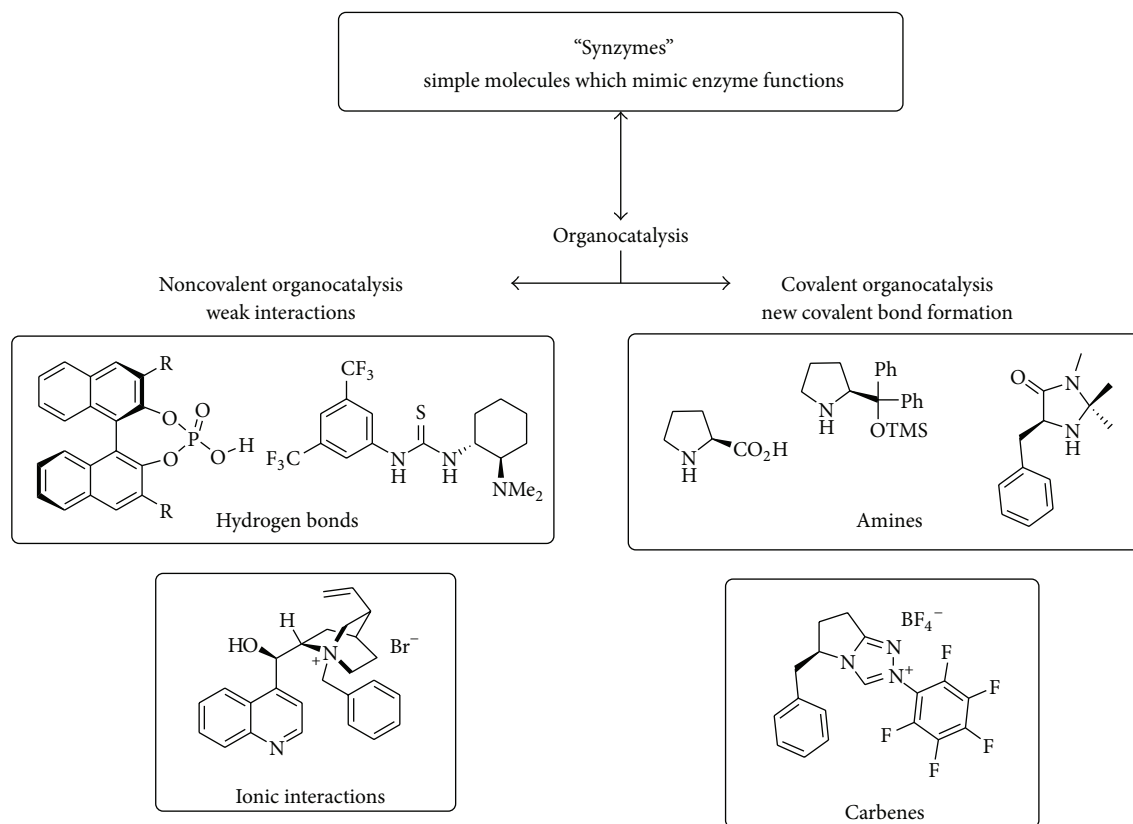 “Synzymes”
simple molecules which mimic enzyme functions
Organocatalysis
Noncovalent organocatalysis
weak interactions
Covalent organocatalysis
new covalent bond formation
R
O
O
P
O
O
H
R
CF₃
F₃C
S
N
H
N
H
NMe₂
Hydrogen bonds
N
H
CO₂H
N
H
Ph
Ph
OTMS
O
N
N
H
Amines
H
HO
N
+
Br⁻
N
Ionic interactions
BF₄⁻
N
N
N⁺
F
F
F
F
F
Carbenes